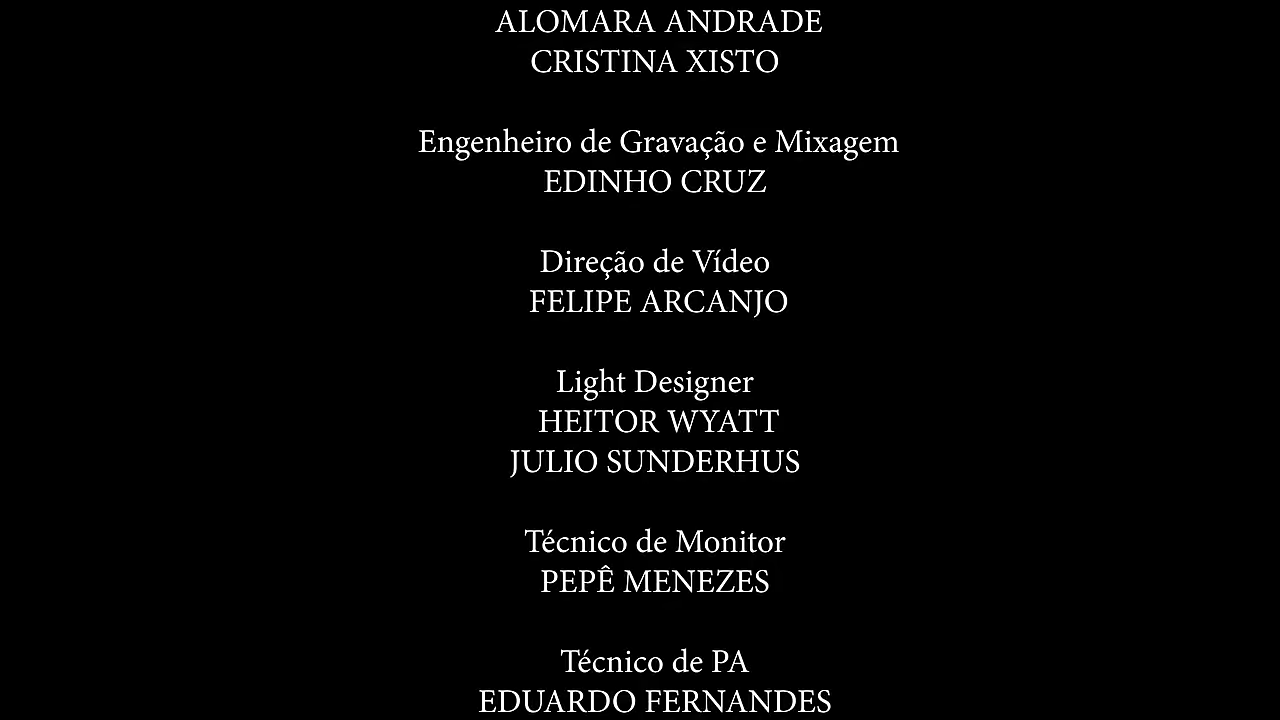 ALOMARA ANDRADE
CRISTINA XISTO
Engenheiro de Gravação e Mixagem
EDINHO CRUZ
Direção de Vídeo
FELIPE ARCANJO
Light Designer
HEITOR WYATT
JULIO SUNDERHUS
Técnico de Monitor
PEPÊ MENEZES
Técnico de PA
EDUARDO FERNANDES